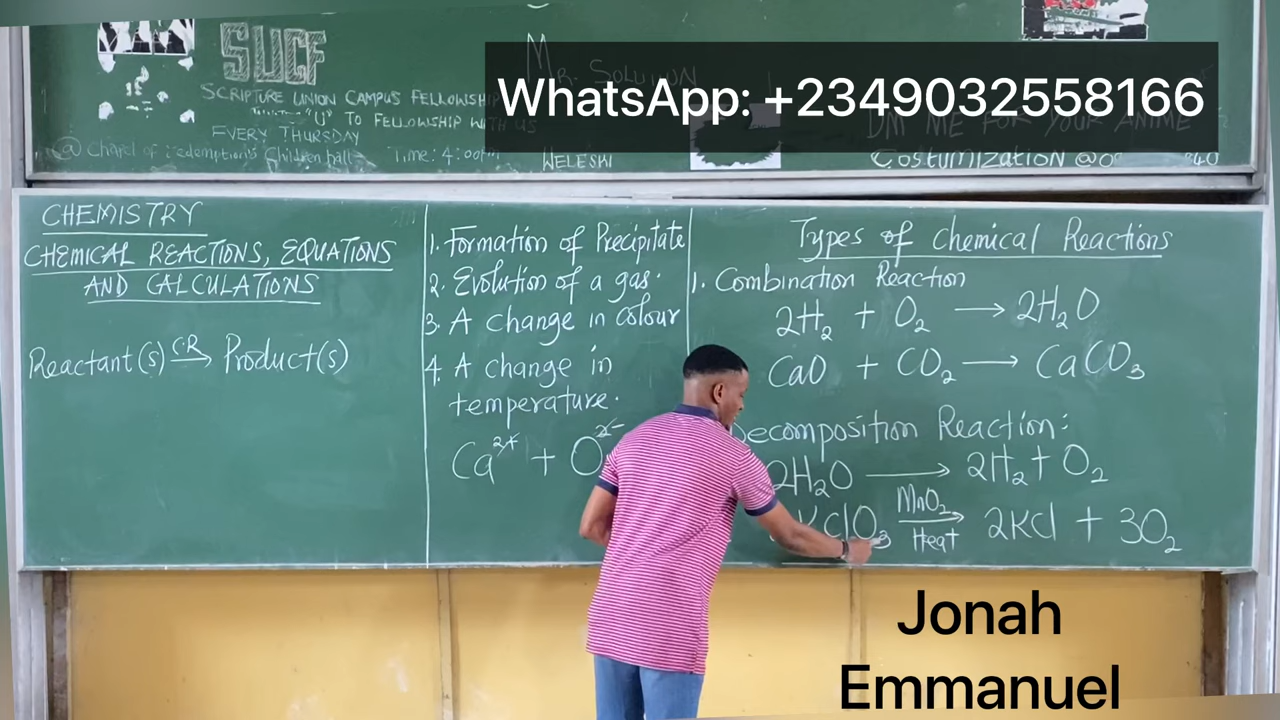 SUCF
SCRIPTURE UNION CAMPUS FELLOWSHIP
"U" TO FELLOWSHIP WITH US
EVERY THURSDAY
Time: 4:00pm
MR. SOLUTION
WhatsApp: +2349032558166
DM ME FOR YOUR ANIME
COSTUMIZATION @
CHEMISTRY
CHEMICAL REACTIONS, EQUATIONS
AND CALCULATIONS
Reactant(s) —C·R→ Product(s)
1. Formation of Precipitate
2. Evolution of a gas.
3. A change in Colour
4. A change in
temperature.
Ca²⁺ + O²⁻
Types of Chemical Reactions
1. Combination Reaction
2H₂ + O₂ → 2H₂O
CaO + CO₂ → CaCO₃
Decomposition Reaction:
2H₂O → 2H₂ + O₂
KClO₃ —MnO₂ Heat→ 2KCl + 3O₂
Jonah
Emmanuel